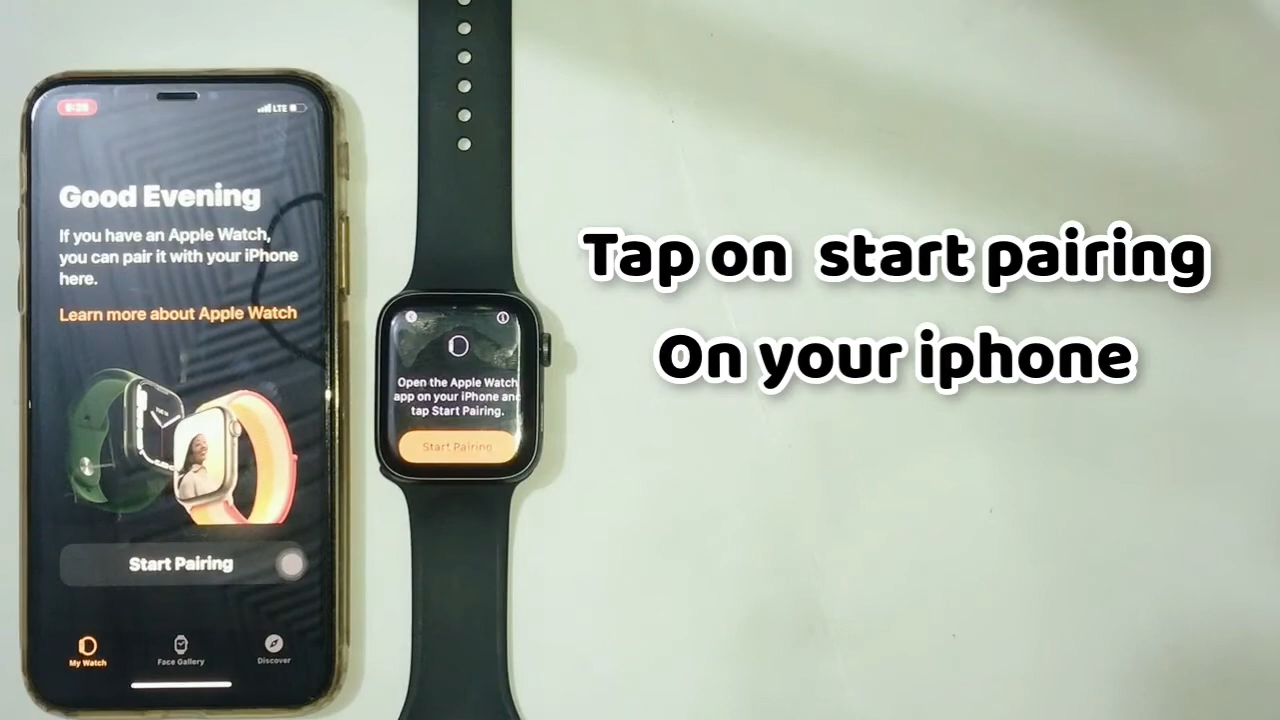 LTE
Good Evening
If you have an Apple Watch,
you can pair it with your iPhone
here.
Learn more about Apple Watch
Start Pairing
My Watch
Face Gallery
Discover
Open the Apple Watch
app on your iPhone and
tap Start Pairing.
Start Pairing
Tap on start pairing
On your iphone